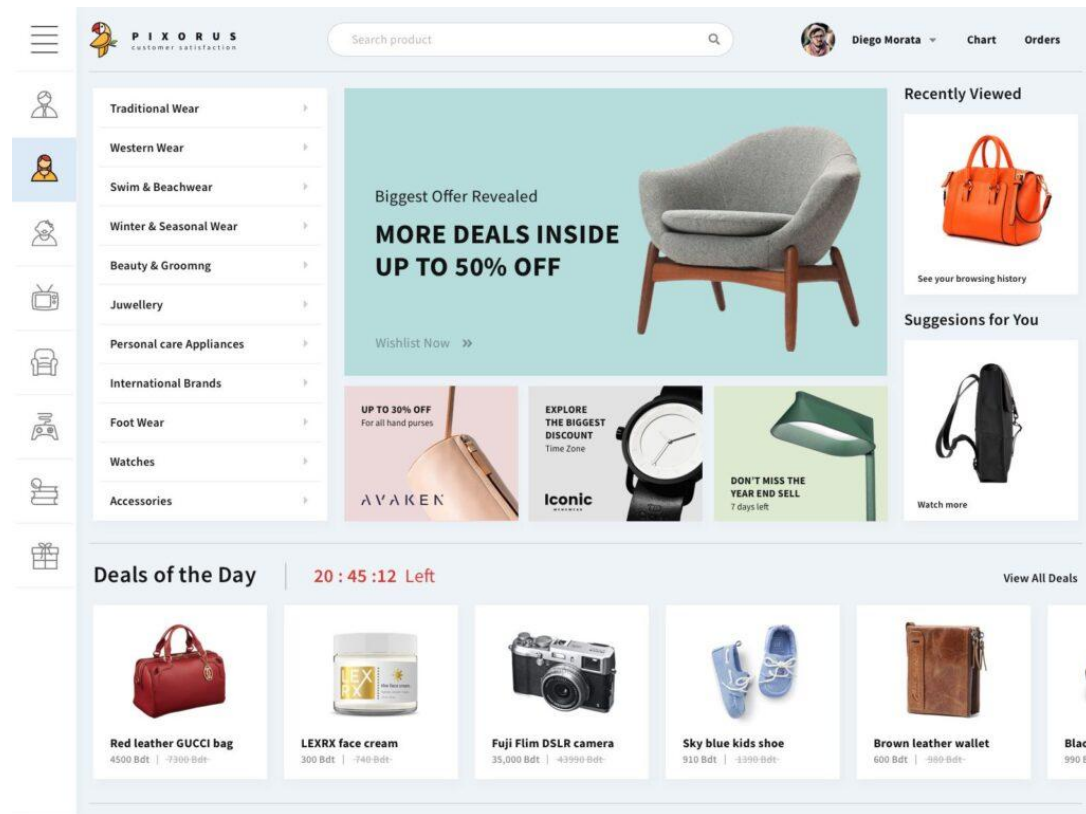 PIXORUS
customer satisfaction
Search product
Diego Morata
Chart
Orders
Traditional Wear
Western Wear
Swim & Beachwear
Winter & Seasonal Wear
Beauty & Groomng
Juwellery
Personal care Appliances
International Brands
Foot Wear
Watches
Accessories
Biggest Offer Revealed
MORE DEALS INSIDE
UP TO 50% OFF
Wishlist Now »
UP TO 30% OFF
For all hand purses
AVAKEN
EXPLORE
THE BIGGEST
DISCOUNT
Time Zone
Iconic
DON'T MISS THE
YEAR END SELL
7 days left
Recently Viewed
See your browsing history
Suggesions for You
Watch more
Deals of the Day
20 : 45 :12 Left
View All Deals
LEX
RX
Red leather GUCCI bag
4500 Bdt | 7300 Bdt
LEXRX face cream
300 Bdt | 740 Bdt
Fuji Flim DSLR camera
35,000 Bdt | 43990 Bdt
Sky blue kids shoe
910 Bdt | 1390 Bdt
Brown leather wallet
600 Bdt | 980 Bdt
Blac
990 B